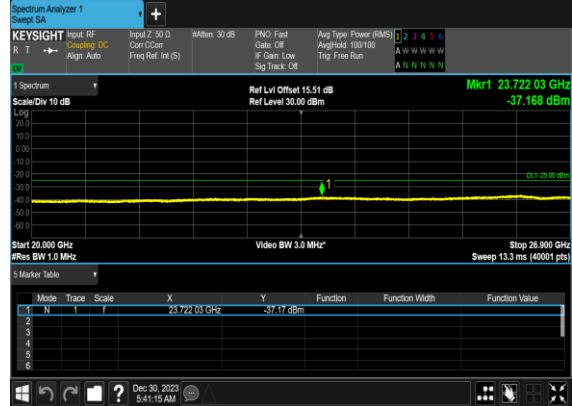 Spectrum Analyzer 1
Swept SA
+
KEYSIGHT Input: RF Input Z: 50 Ω #Atten: 30 dB PNO: Fast Avg Type: Power (RMS) 1 2 3 4 5 6
R T Coupling: DC Corr CCorr Gate: Off Avg|Hold: 100/100 A W W W W W
Align: Auto Freq Ref: Int (S) IF Gain: Low Trig: Free Run
Sig Track: Off A N N N N N
1 Spectrum
Ref Lvl Offset 15.51 dB Mkr1 23.722 03 GHz
Scale/Div 10 dB Ref Level 30.00 dBm -37.168 dBm
Log
20.0
10.0
0.00
-10.0
-20.0
DL1 -25.00 dBm
-30.0
1
-40.0
-50.0
-60.0
Start 20.000 GHz Video BW 3.0 MHz* Stop 26.900 GHz
#Res BW 1.0 MHz Sweep 13.3 ms (40001 pts)
5 Marker Table
Mode Trace Scale X Y Function Function Width Function Value
1 N 1 f 23.722 03 GHz -37.17 dBm
2
3
4
5
6
? Dec 30, 2023
5:41:15 AM